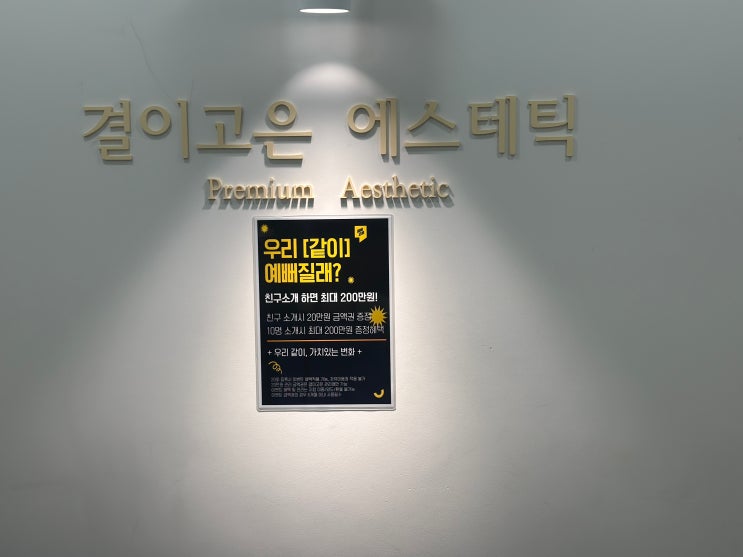 결이고은 에스테틱
Premium Aesthetic
우리 [같이]
예뻐질래?
친구소개 하면 최대 200만원!
친구 소개시 20만원 금액권 증정
10명 소개시 최대 200만원 증정혜택
+ 우리 같이, 가치있는 변화 +